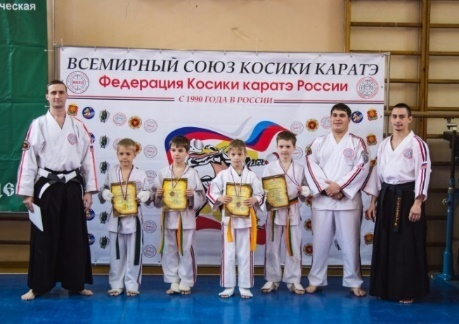 ческая
ВСЕМИРНЫЙ СОЮЗ КОСИКИ КАРАТЭ
Федерация Косики каратэ России
С 1990 ГОДА В РОССИИ